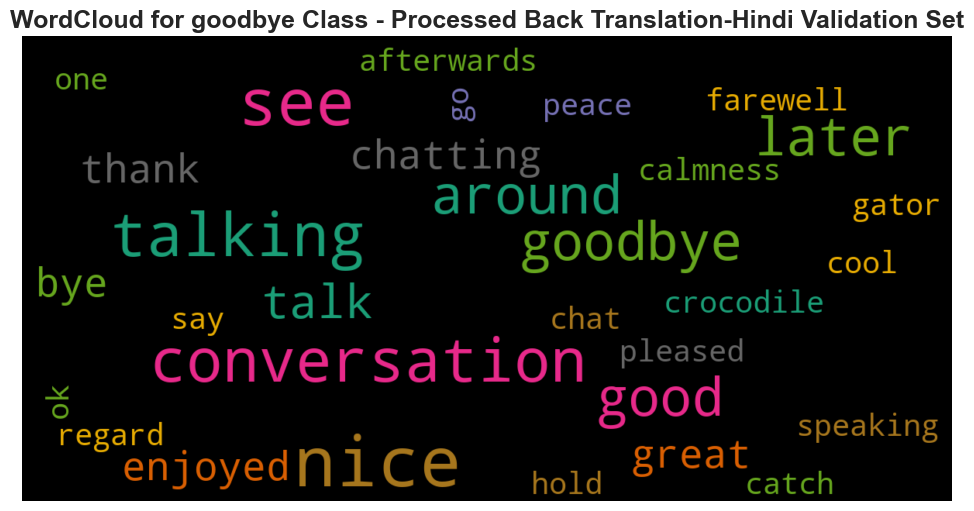 WordCloud for goodbye Class - Processed Back Translation-Hindi Validation Set
afterwards
one
see
go
peace
farewell
later
thank
chatting
calmness
around
gator
talking
goodbye
cool
bye
talk
crocodile
say
chat
pleased
conversation
good
ok
regard
speaking
enjoyed
nice
great
hold
catch